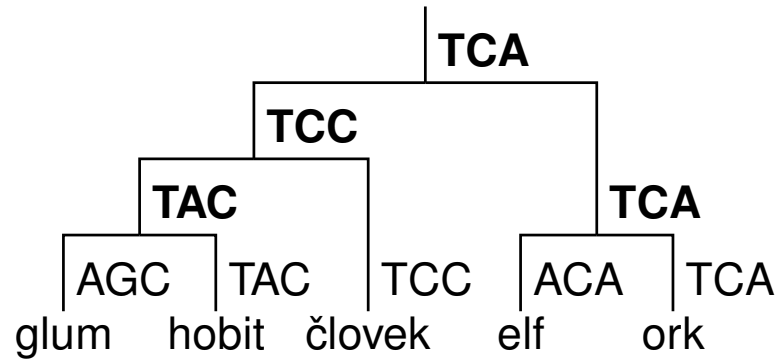 TCA
TCC
TAC TCA
AGC TAC TCC ACA TCA
glum hobit človek elf ork